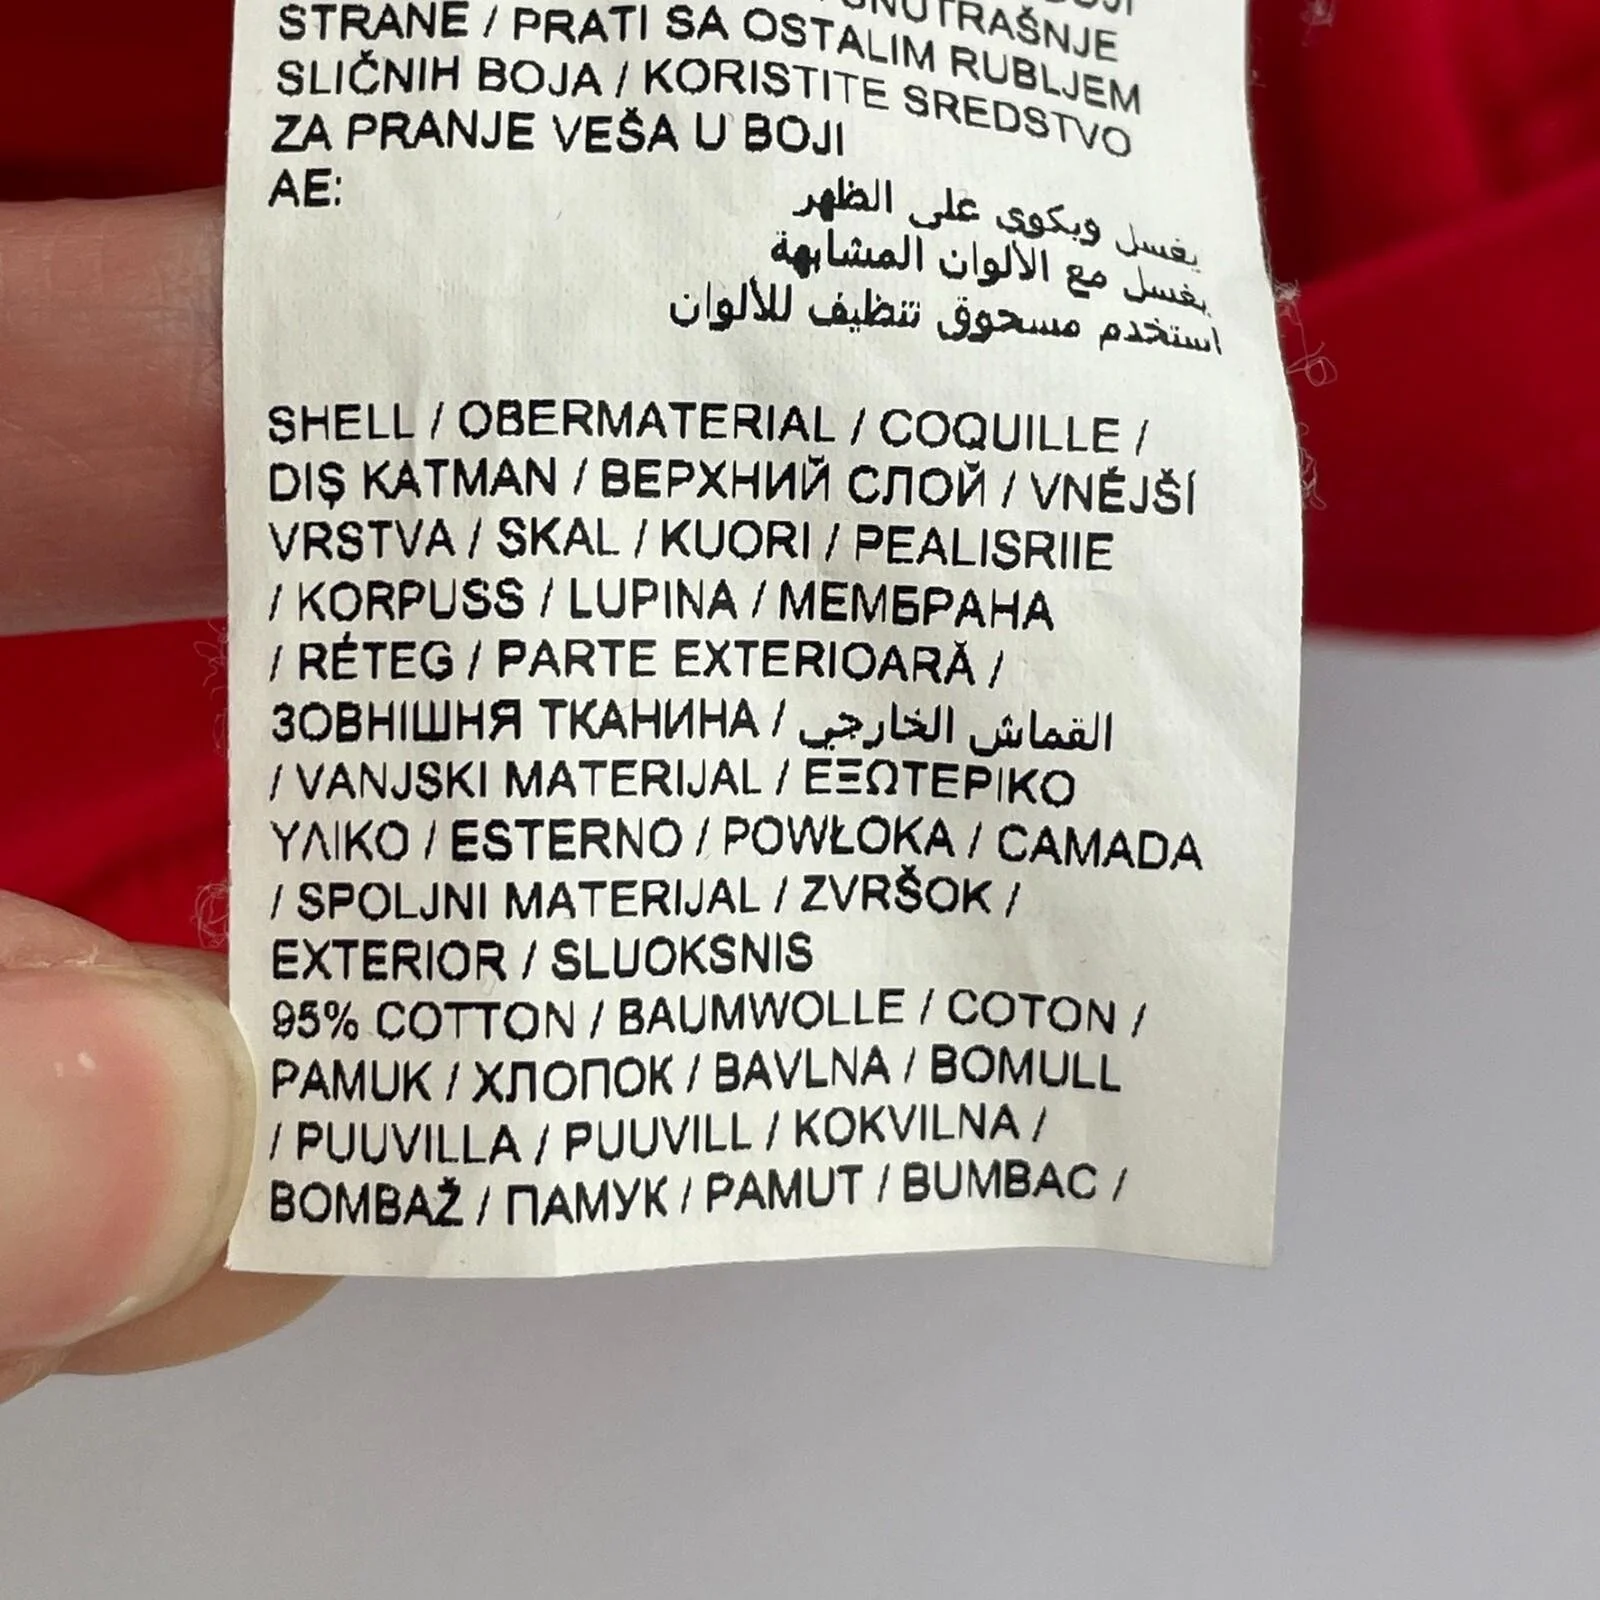 UNUTRAŠNJE
STRANE / PRATI SA OSTALIM RUBLJEM
SLIČNIH BOJA / KORISTITE SREDSTVO
ZA PRANJE VEŠA U BOJI
AE:
يغسل ويكوى على الظهر
يغسل مع الألوان المشابهة
استخدم مسحوق تنظيف للألوان
SHELL / OBERMATERIAL / COQUILLE /
DIŞ KATMAN / ВЕРХНИЙ СЛОЙ / VNĚJŠÍ
VRSTVA / SKAL / KUORI / PEALISRIIE
/ KORPUSS / LUPINA / МЕМБРАНА
/ RÉTEG / PARTE EXTERIOARĂ /
ЗОВНІШНЯ ТКАНИНА / القماش الخارجي
/ VANJSKI MATERIJAL / ΕΞΩΤΕΡΙΚΟ
ΥΛΙΚΟ / ESTERNO / POWŁOKA / CAMADA
/ SPOLJNI MATERIJAL / ZVRŠOK /
EXTERIOR / SLUOKSNIS
95% COTTON / BAUMWOLLE / COTON /
PAMUK / ХЛОПОК / BAVLNA / BOMULL
/ PUUVILLA / PUUVILL / KOKVILNA /
BOMBAŽ / ПАМУК / PAMUT / BUMBAC /